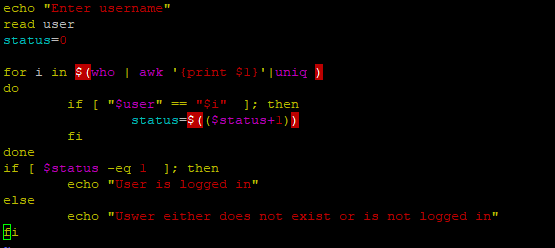 echo "Enter username"
read user
status=0
for i in $(who | awk '{print $1}'|uniq )
do
if [ "$user" == "$i"  ]; then
status=$(($status+1))
fi
done
if [ $status -eq 1  ]; then
echo "User is logged in"
else
echo "Uswer either does not exist or is not logged in"
fi